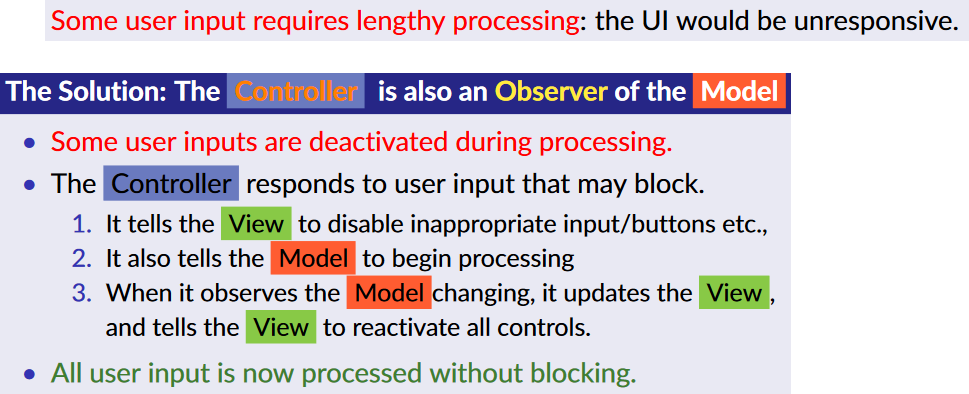 Some user input requires lengthy processing: the UI would be unresponsive.
The Solution: The Controller is also an Observer of the Model
• Some user inputs are deactivated during processing.
• The Controller responds to user input that may block.
1. It tells the View to disable inappropriate input/buttons etc.,
2. It also tells the Model to begin processing
3. When it observes the Model changing, it updates the View,
and tells the View to reactivate all controls.
• All user input is now processed without blocking.